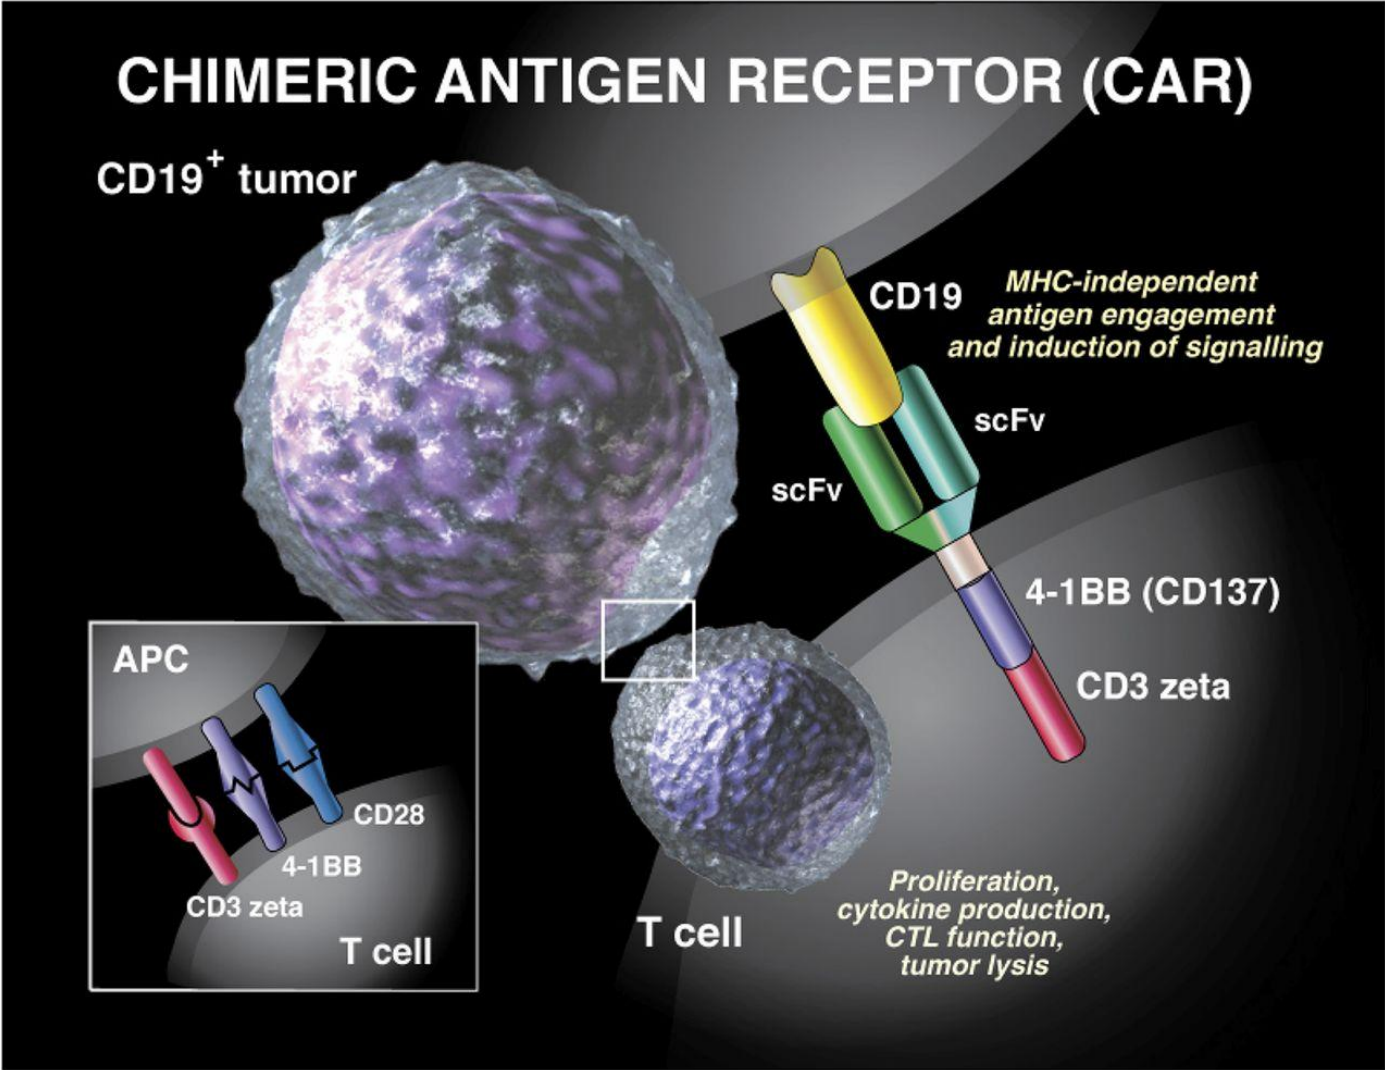 CHIMERIC ANTIGEN RECEPTOR (CAR)
CD19+ tumor
CD19
MHC-independent
antigen engagement
and induction of signalling
scFv
scFv
4-1BB (CD137)
CD3 zeta
APC
CD28
4-1BB
CD3 zeta
T cell
T cell
Proliferation,
cytokine production,
CTL function,
tumor lysis